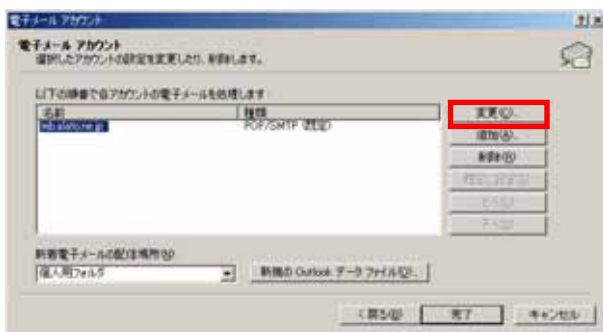 電子メール アカウント
電子メール アカウント
選択したアカウントの設定を変更したり、削除します。
以下の順番で各アカウントの電子メールを処理します
名前 種類
POP/SMTP (既定)
変更(C)...
追加(A)...
削除(R)
新着電子メールの配信場所(V)
個人用フォルダ
新規の Outlook データ ファイル(Q)...
< 戻る(B)
完了
キャンセル